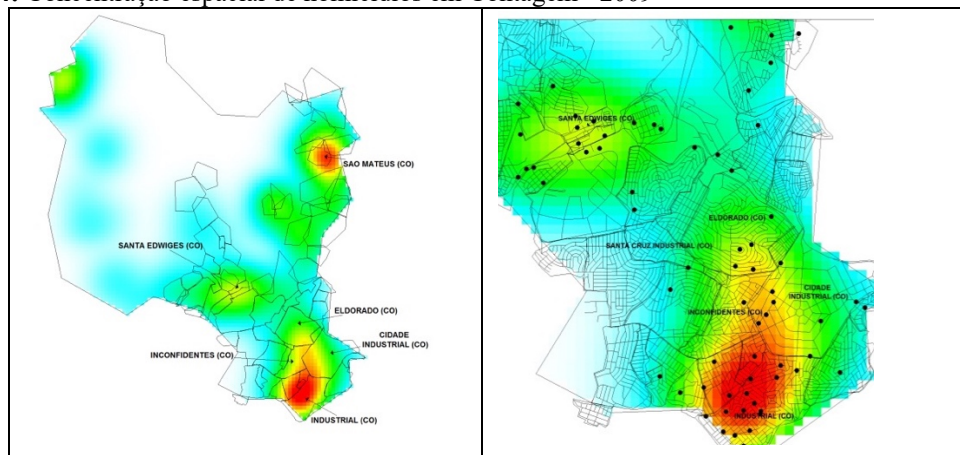 Concentração espacial de homicídios em Contagem - 2009
SAO MATEUS (CO)
SANTA EDWIGES (CO)
ELDORADO (CO)
CIDADE
INDUSTRIAL (CO)
INCONFIDENTES (CO)
INDUSTRIAL (CO)
SANTA EDWIGES (CO)
ELDORADO (CO)
SANTA CRUZ INDUSTRIAL (CO)
CIDADE
INDUSTRIAL (CO)
INCONFIDENTES (CO)
INDUSTRIAL (CO)